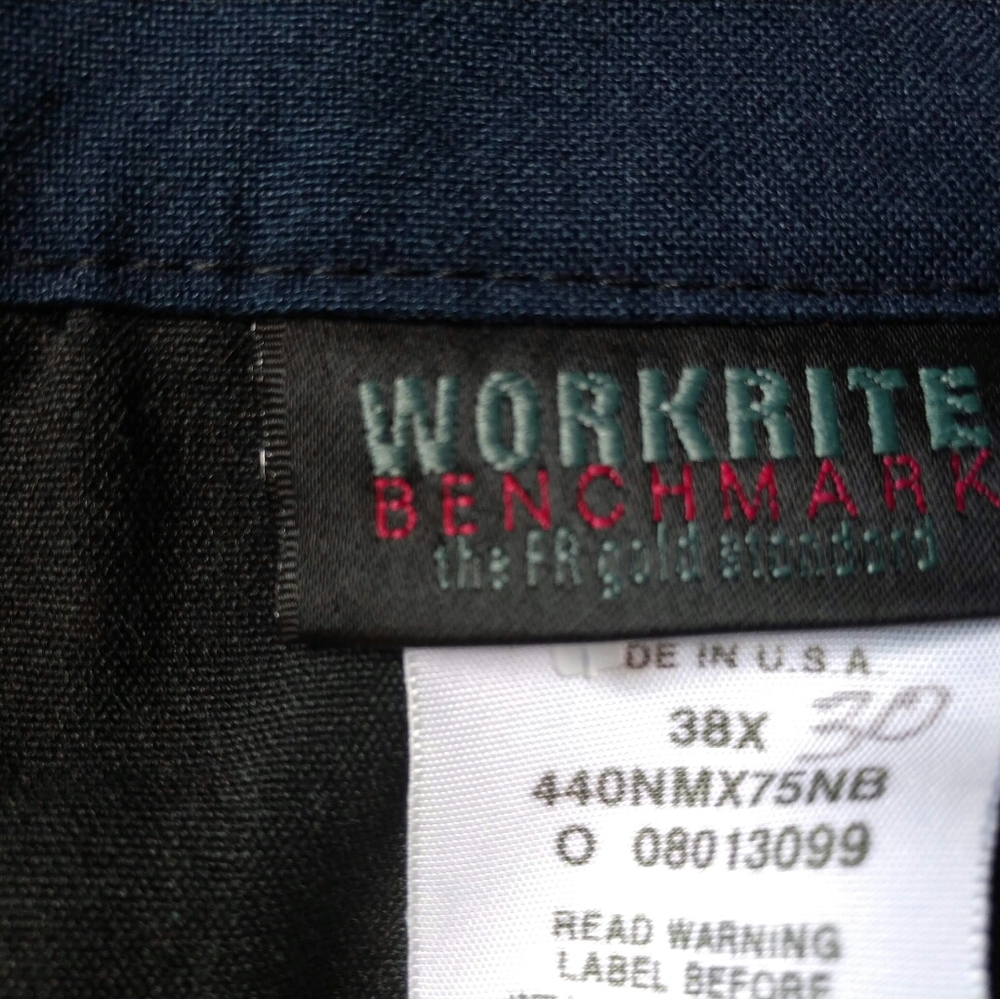 WORKRITE
BENCHMARK
the FR gold standard
DE IN U.S.A.
38X 30
440NMX75NB
O 08013099
READ WARNING
LABEL BEFORE